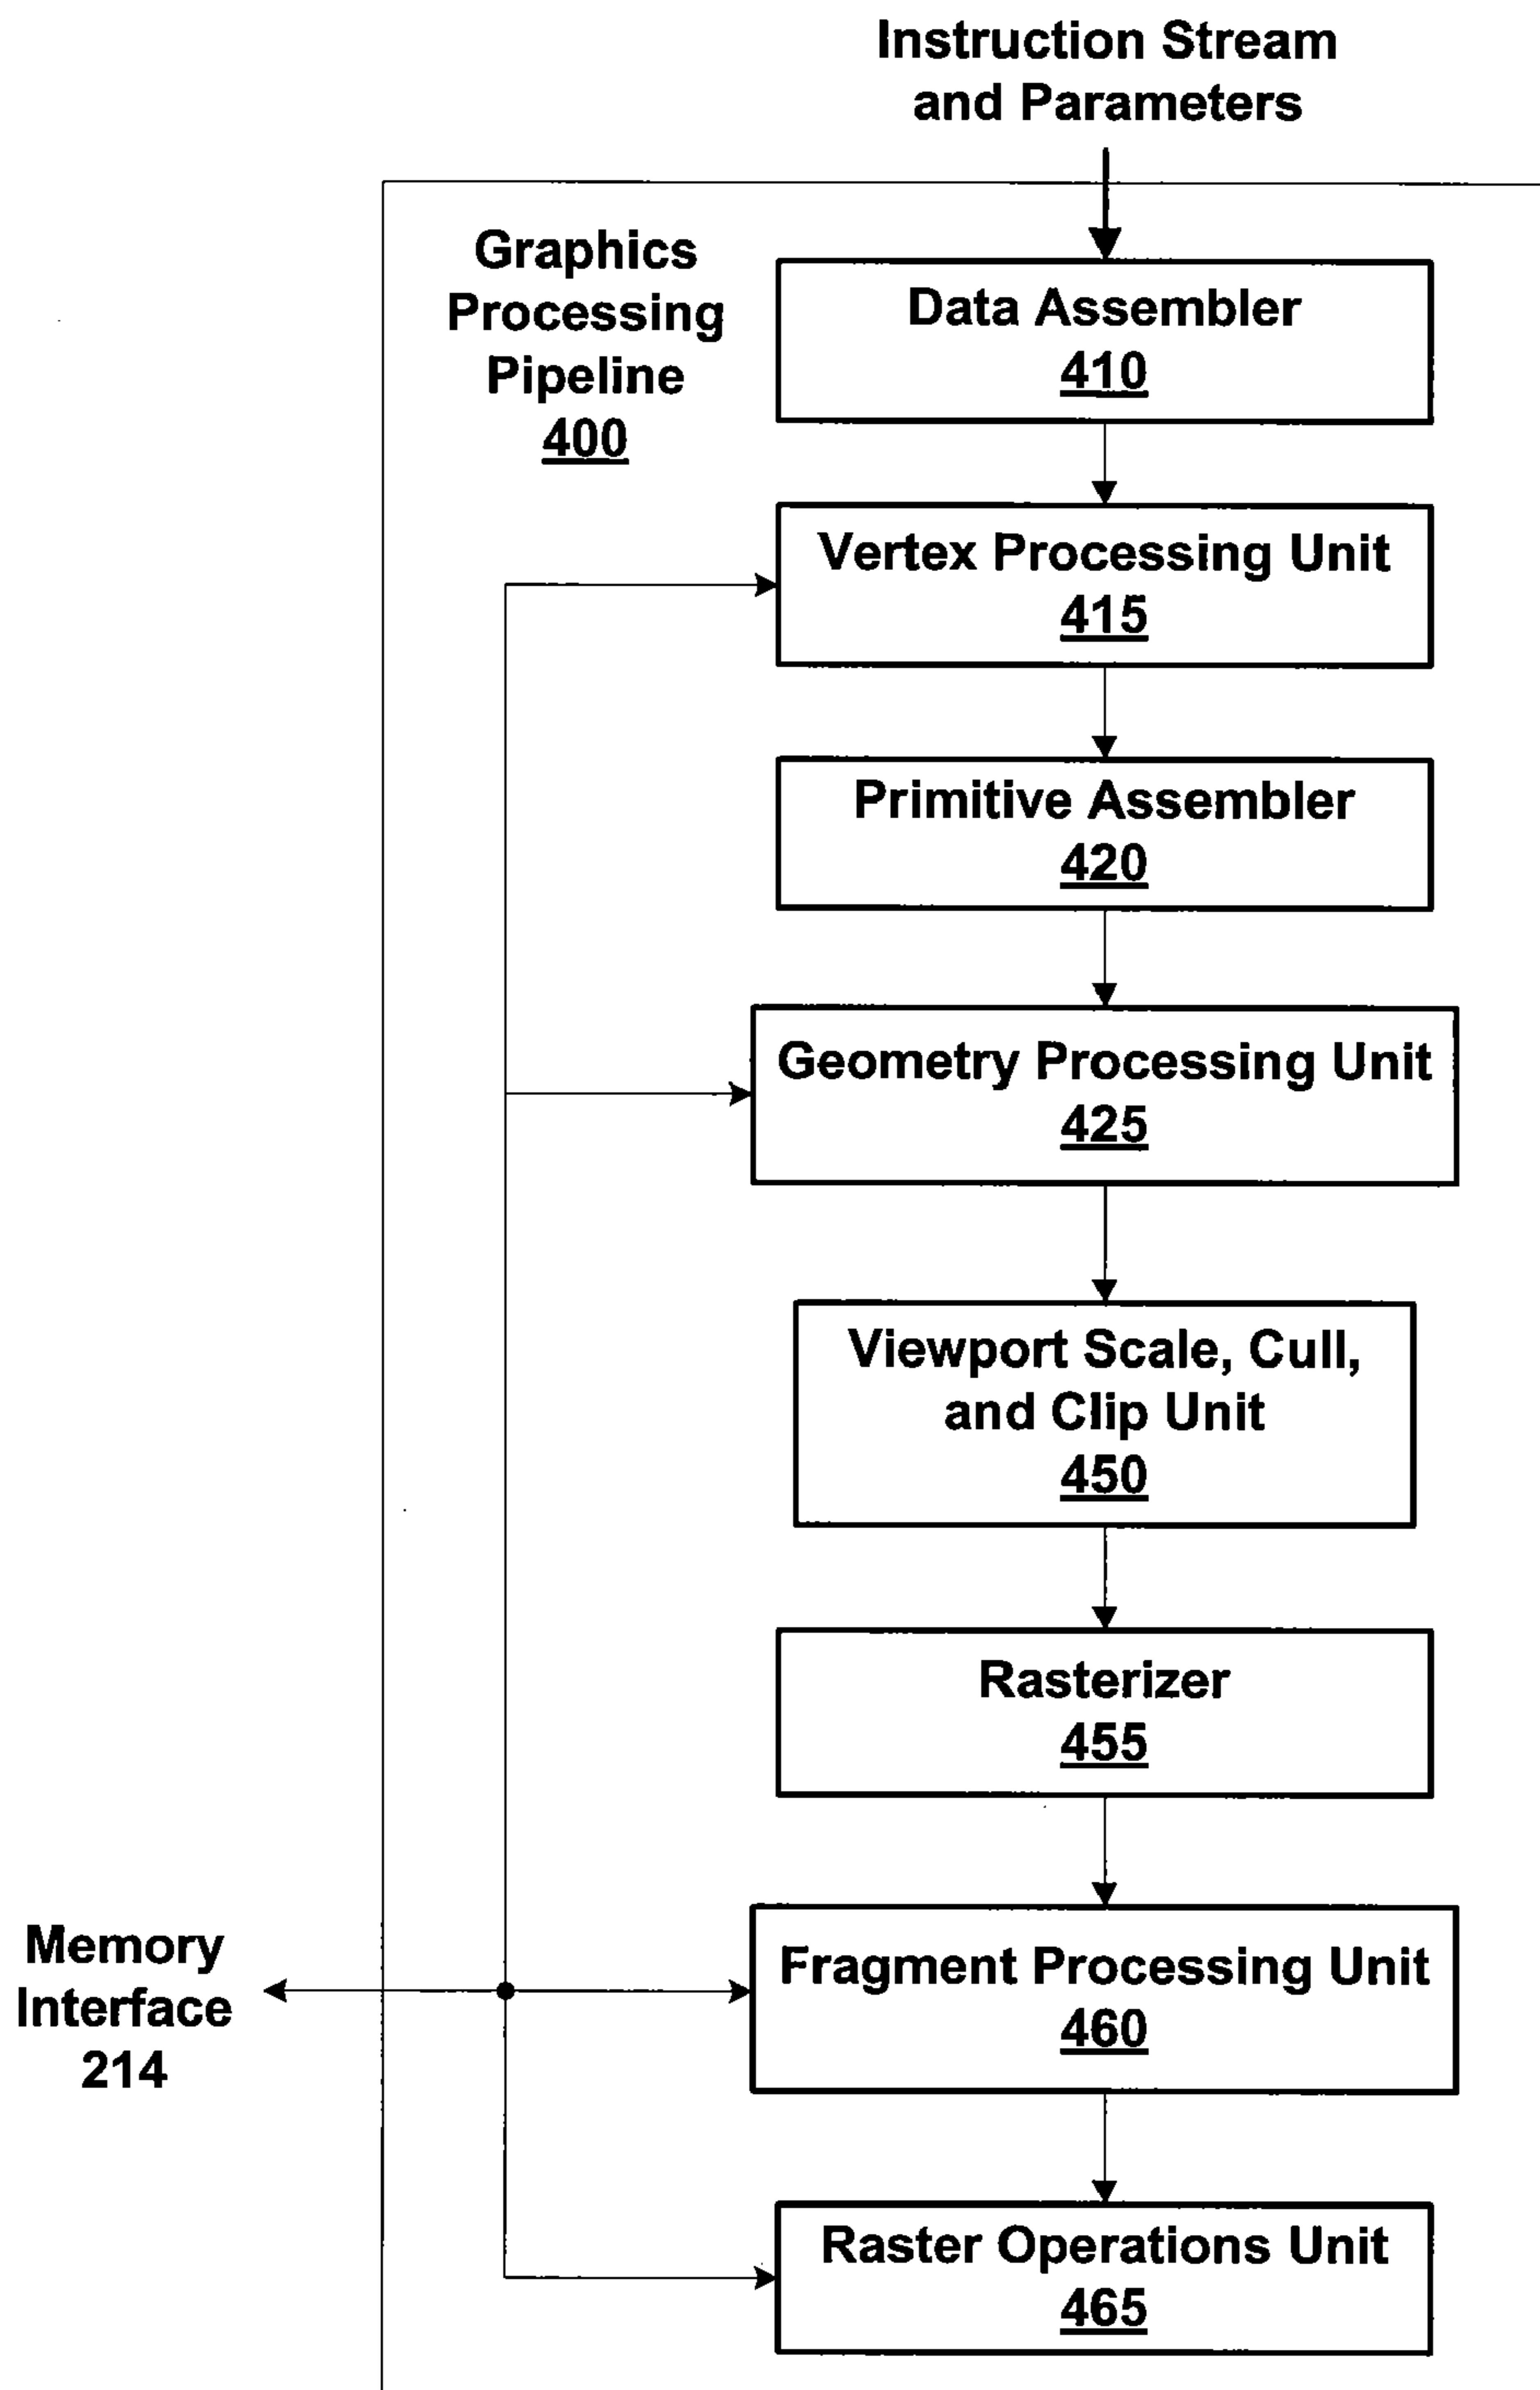 Instruction Stream
and Parameters
Graphics
Processing
Pipeline
400
Data Assembler
410
Vertex Processing Unit
415
Primitive Assembler
420
Geometry Processing Unit
425
Viewport Scale, Cull,
and Clip Unit
450
Rasterizer
455
Memory
Interface
214
Fragment Processing Unit
460
Raster Operations Unit
465